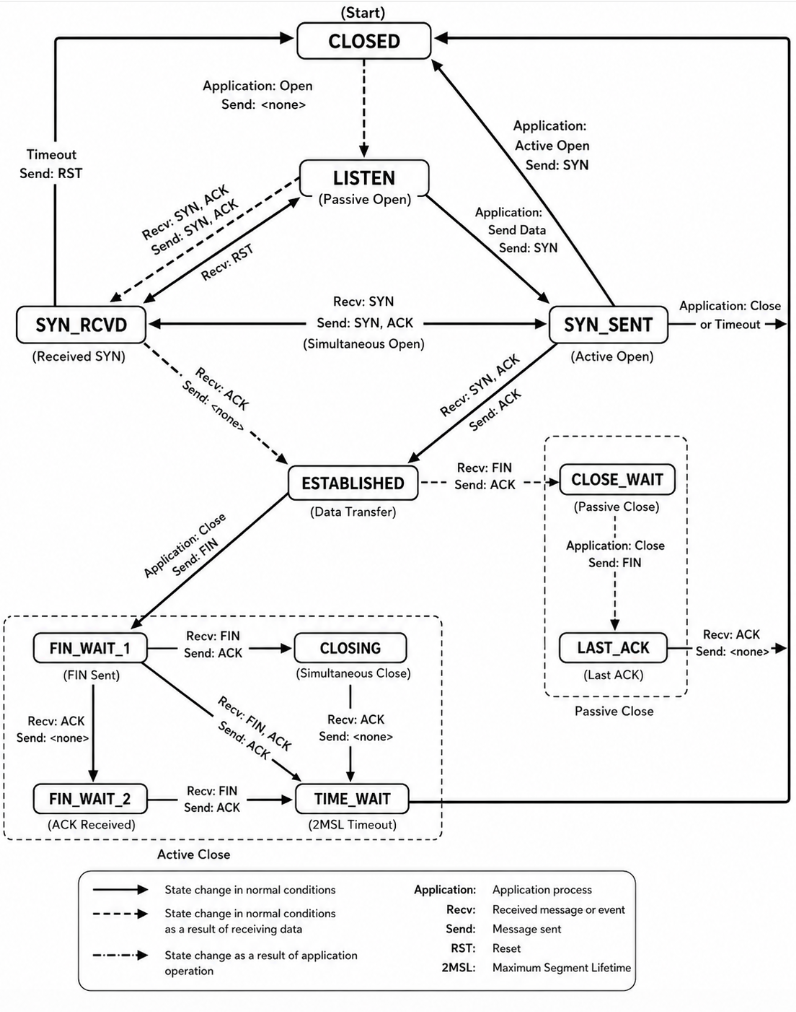 (Start)
CLOSED
Application: Open
Send: <none>
Application:
Active Open
Send: SYN
Timeout
Send: RST
LISTEN
(Passive Open)
Recv: SYN, ACK
Send: SYN, ACK
Recv: RST
Application:
Send Data
Send: SYN
SYN_RCVD
(Received SYN)
Recv: SYN
Send: SYN, ACK
(Simultaneous Open)
SYN_SENT
(Active Open)
Application: Close
or Timeout
Recv: ACK
Send: <none>
Recv: SYN, ACK
Send: ACK
ESTABLISHED
(Data Transfer)
Recv: FIN
Send: ACK
CLOSE_WAIT
(Passive Close)
Application: Close
Send: FIN
Application: Close
Send: FIN
FIN_WAIT_1
(FIN Sent)
Recv: FIN
Send: ACK
CLOSING
(Simultaneous Close)
LAST_ACK
(Last ACK)
Recv: ACK
Send: <none>
Passive Close
Recv: ACK
Send: <none>
Recv: FIN, ACK
Send: ACK
Recv: ACK
Send: <none>
FIN_WAIT_2
(ACK Received)
Recv: FIN
Send: ACK
TIME_WAIT
(2MSL Timeout)
Active Close
State change in normal conditions
State change in normal conditions
as a result of receiving data
State change as a result of application
operation
Application: Application process
Recv: Received message or event
Send: Message sent
RST: Reset
2MSL: Maximum Segment Lifetime